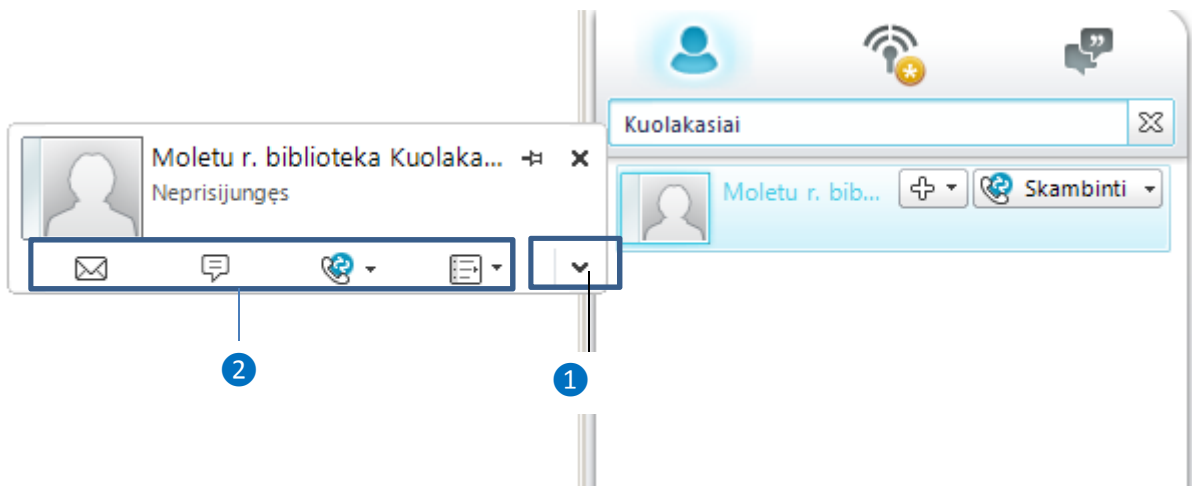 Kuolakasiai
Moletu r. biblioteka Kuolaka...
Neprisijungęs
Moletu r. bib...
Skambinti
2
1